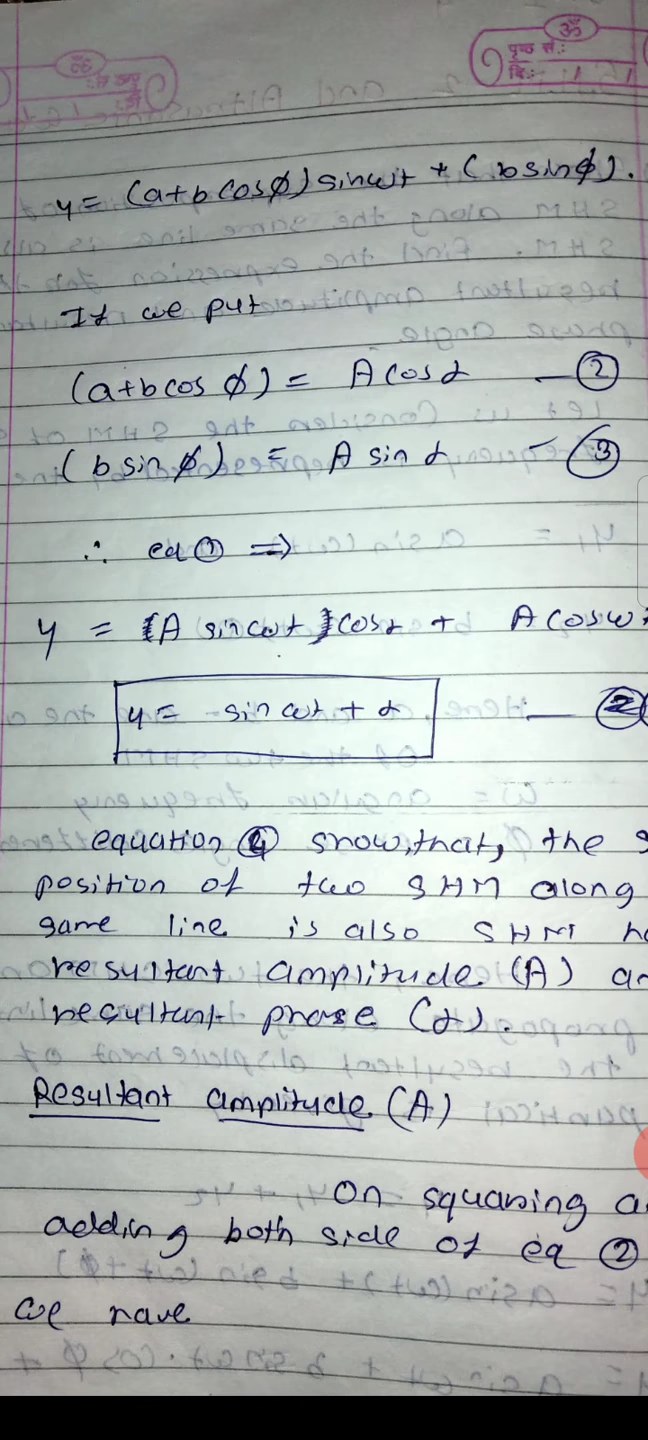 ॐ
पृष्ठ सं.:
दि.: / /
y = (a+b cosϕ) sinωt + (b sinϕ).
If we put
(a+b cos ϕ) = A cos α — ②
(b sin ϕ) = A sin α — ③
∴ eq ① ⇒
y = [A sin ωt] cos α + A cos ω
y = sin ωt + α —
equation ④ show, that, the
position of two SHM along
same line is also SHM
resultant amplitude (A)
resultant phase (α).
Resultant amplitude (A)
On squaring
adding both side of eq ②
we have